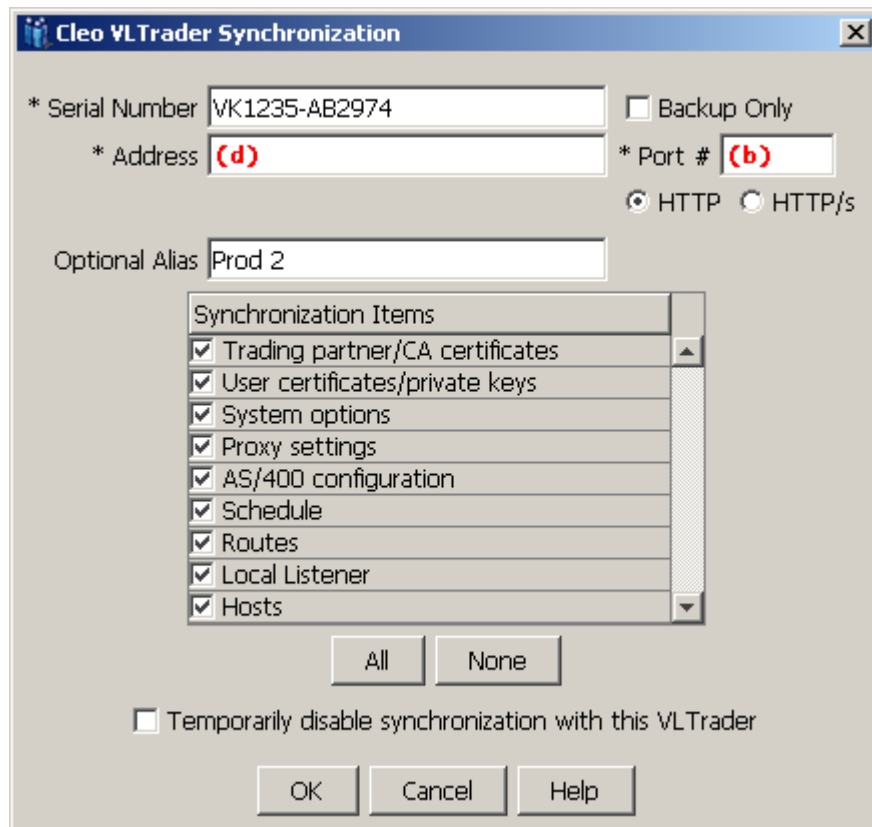 Cleo VLTrader Synchronization
* Serial Number VK1235-AB2974 Backup Only
* Address (d) * Port # (b)
HTTP HTTP/s
Optional Alias Prod 2
Synchronization Items
Trading partner/CA certificates
User certificates/private keys
System options
Proxy settings
AS/400 configuration
Schedule
Routes
Local Listener
Hosts
All None
Temporarily disable synchronization with this VLTrader
OK Cancel Help